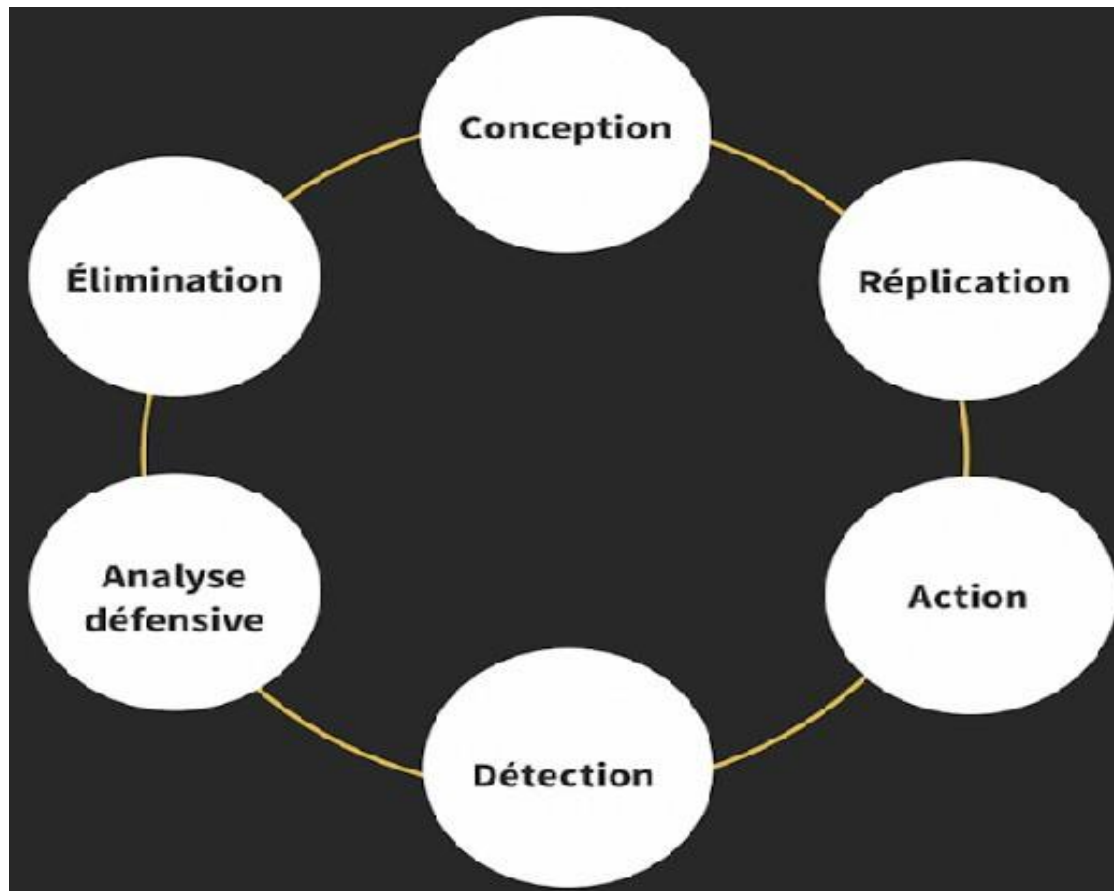 Conception
Réplication
Action
Détection
Analyse
défensive
Élimination